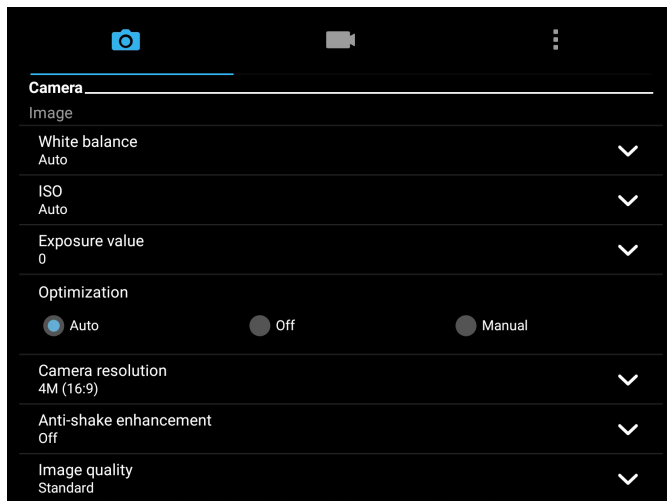 Camera
Image
White balance
Auto
ISO
Auto
Exposure value
0
Optimization
Auto Off Manual
Camera resolution
4M (16:9)
Anti-shake enhancement
Off
Image quality
Standard